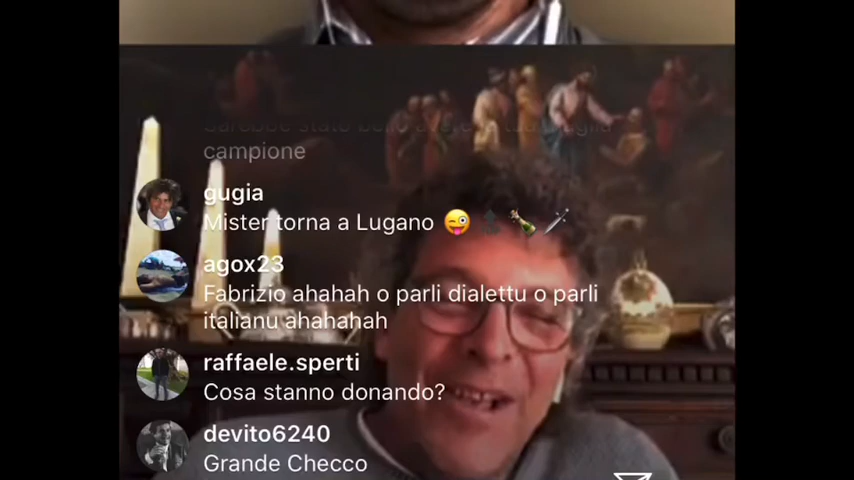 campione
gugia
Mister torna a Lugano 😜 🍾🗡
agox23
Fabrizio ahahah o parli dialettu o parli
italianu ahahahah
raffaele.sperti
Cosa stanno donando?
devito6240
Grande Checco